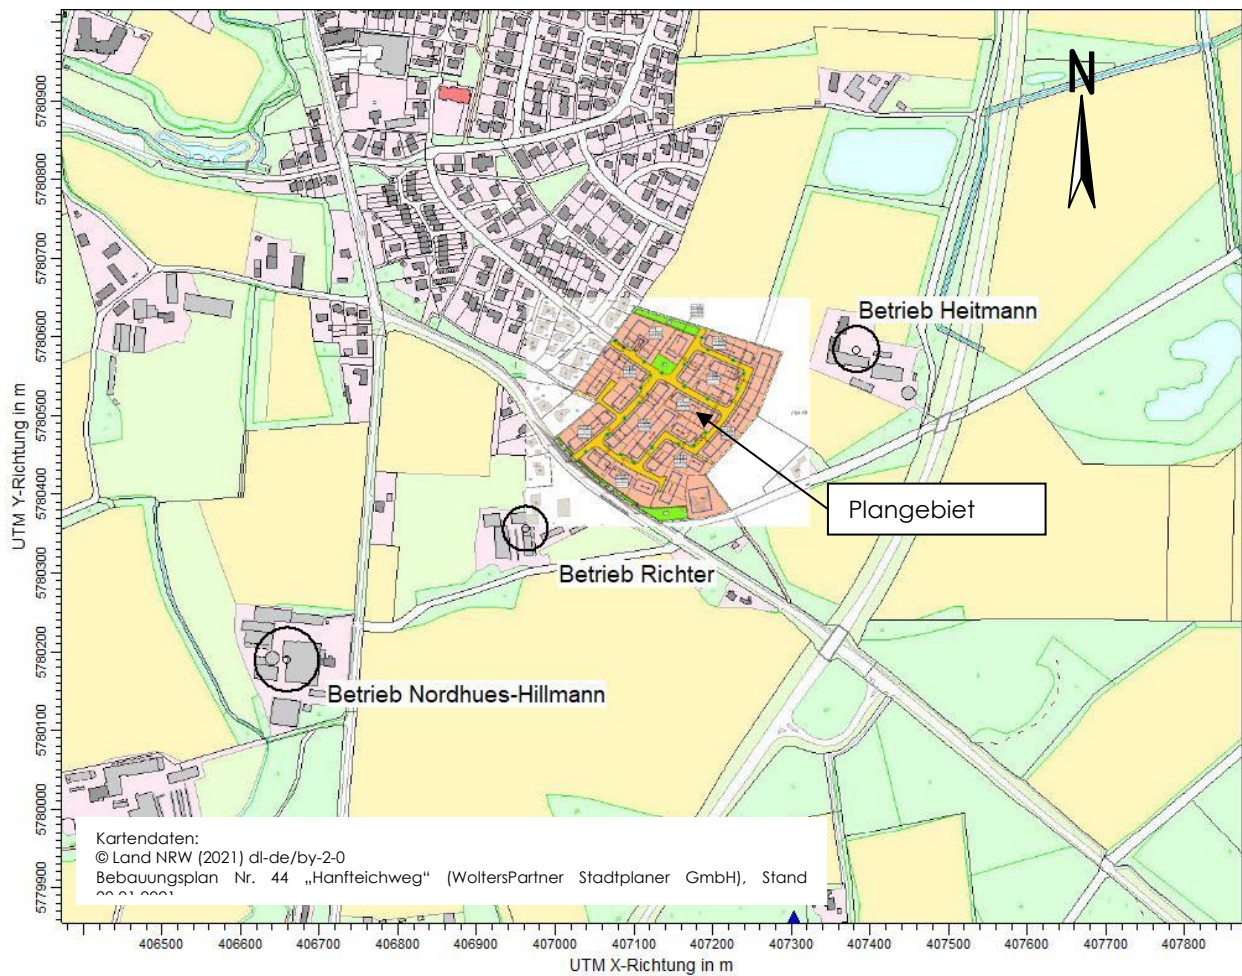 N
Betrieb Heitmann
Plangebiet
Betrieb Richter
Betrieb Nordhues-Hillmann
Kartendaten:
© Land NRW (2021) dl-de/by-2-0
Bebauungsplan Nr. 44 „Hanfteichweg“ (WoltersPartner Stadtplaner GmbH), Stand
UTM Y-Richtung in m
5780900
5780800
5780700
5780600
5780500
5780400
5780300
5780200
5780100
5780000
5779900
406500 406600 406700 406800 406900 407000 407100 407200 407300 407400 407500 407600 407700 407800
UTM X-Richtung in m